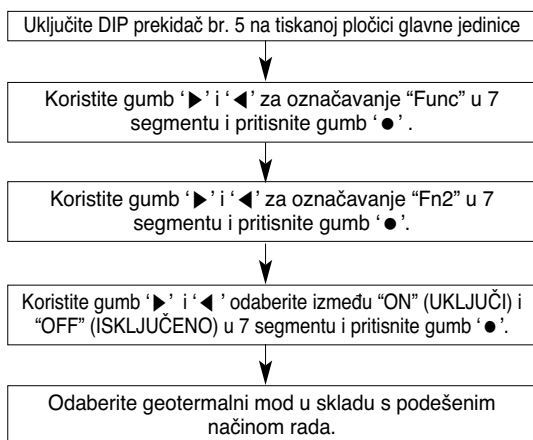 Uključite DIP prekidač br. 5 na tiskanoj pločici glavne jedinice
Koristite gumb ‘▶’ i ‘◀’ za označavanje “Func” u 7
segmentu i pritisnite gumb ‘●’ .
Koristite gumb ‘▶’ i ‘◀’ za označavanje “Fn2” u 7
segmentu i pritisnite gumb ‘●’.
Koristite gumb ‘▶’ i ‘◀ ’ odaberite između “ON” (UKLJUČI) i
“OFF” (ISKLJUČENO) u 7 segmentu i pritisnite gumb ‘●’.
Odaberite geotermalni mod u skladu s podešenim
načinom rada.